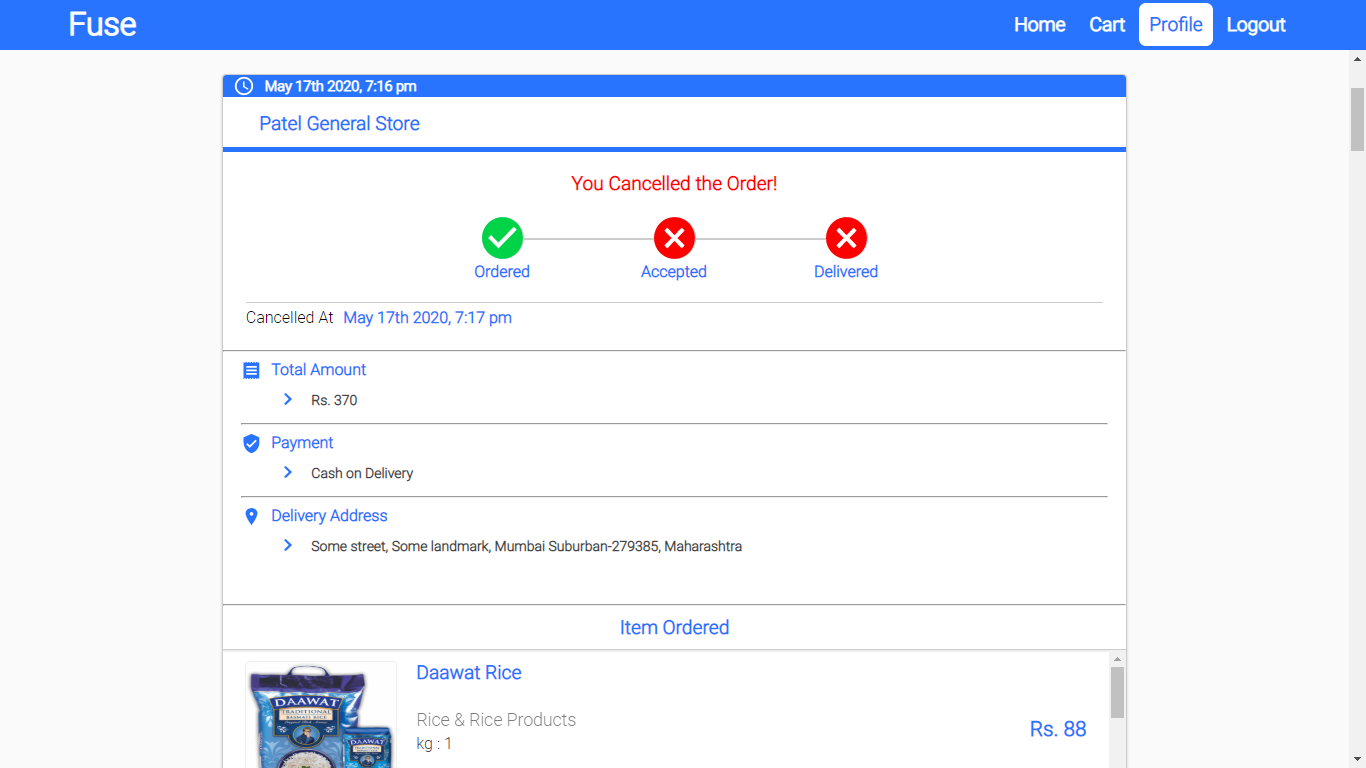 Fuse Home Cart Profile Logout
May 17th 2020, 7:16 pm
Patel General Store
You Cancelled the Order!
Ordered Accepted Delivered
Cancelled At May 17th 2020, 7:17 pm
Total Amount
Rs. 370
Payment
Cash on Delivery
Delivery Address
Some street, Some landmark, Mumbai Suburban-279385, Maharashtra
Item Ordered
Daawat Rice
DAAWAT
TRADITIONAL
BASMATI RICE
DAAWAT
Rice & Rice Products
Rs. 88
kg : 1